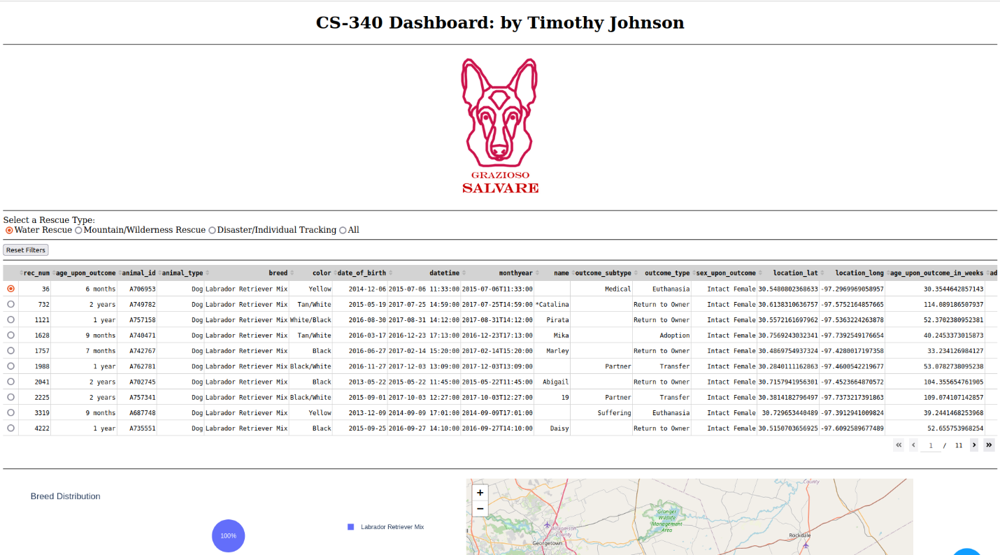 CS-340 Dashboard: by Timothy Johnson
GRAZIOSO
SALVARE
Select a Rescue Type:
Water Rescue Mountain/Wilderness Rescue Disaster/Individual Tracking All
Reset Filters
rec_num age_upon_outcome animal_id animal_type breed color date_of_birth datetime monthyear name outcome_subtype outcome_type sex_upon_outcome location_lat location_long age_upon_outcome_in_weeks ad
36 6 months A706953 Dog Labrador Retriever Mix Yellow 2014-12-06 2015-07-06 11:33:00 2015-07-06T11:33:00 Medical Euthanasia Intact Female 30.5480802368633 -97.2969969058957 30.3544642857143
732 2 years A749782 Dog Labrador Retriever Mix Tan/White 2015-05-19 2017-07-25 14:59:00 2017-07-25T14:59:00 *Catalina Return to Owner Intact Female 30.6138310636757 -97.5752164857665 114.089186507937
1121 1 year A757158 Dog Labrador Retriever Mix White/Black 2016-08-30 2017-08-31 14:12:00 2017-08-31T14:12:00 Pirata Return to Owner Intact Female 30.5572161697962 -97.5363224263878 52.3702380952381
1628 9 months A740471 Dog Labrador Retriever Mix Tan/White 2016-03-17 2016-12-23 17:13:00 2016-12-23T17:13:00 Mika Adoption Intact Female 30.7569243032341 -97.7392549176654 40.2453373015873
1757 7 months A742767 Dog Labrador Retriever Mix Black 2016-06-27 2017-02-14 15:20:00 2017-02-14T15:20:00 Marley Return to Owner Intact Female 30.4869754937324 -97.4280017197358 33.234126984127
1988 1 year A762781 Dog Labrador Retriever Mix Black/White 2016-11-27 2017-12-03 13:09:00 2017-12-03T13:09:00 Partner Transfer Intact Female 30.2840111162863 -97.4600542219677 53.0782738095238
2041 2 years A702745 Dog Labrador Retriever Mix Black 2013-05-22 2015-05-22 11:45:00 2015-05-22T11:45:00 Abigail Return to Owner Intact Female 30.7157941956301 -97.4523664870572 104.355654761905
2225 2 years A757341 Dog Labrador Retriever Mix Black/White 2015-09-01 2017-10-03 12:27:00 2017-10-03T12:27:00 19 Partner Transfer Intact Female 30.3814182796497 -97.7373217391863 109.074107142857
3319 9 months A687748 Dog Labrador Retriever Mix Yellow 2013-12-09 2014-09-09 17:01:00 2014-09-09T17:01:00 Suffering Euthanasia Intact Female 30.729653440489 -97.3912941009824 39.2441468253968
4222 1 year A735551 Dog Labrador Retriever Mix Black 2015-09-25 2016-09-27 14:10:00 2016-09-27T14:10:00 Daisy Return to Owner Intact Female 30.5150703656925 -97.6092589677489 52.655753968254
1 / 11
Breed Distribution
100%
Labrador Retriever Mix
+
−
County
Granger
Wildlife
Management
Area
Williamson
County
Georgetown
Rockdale